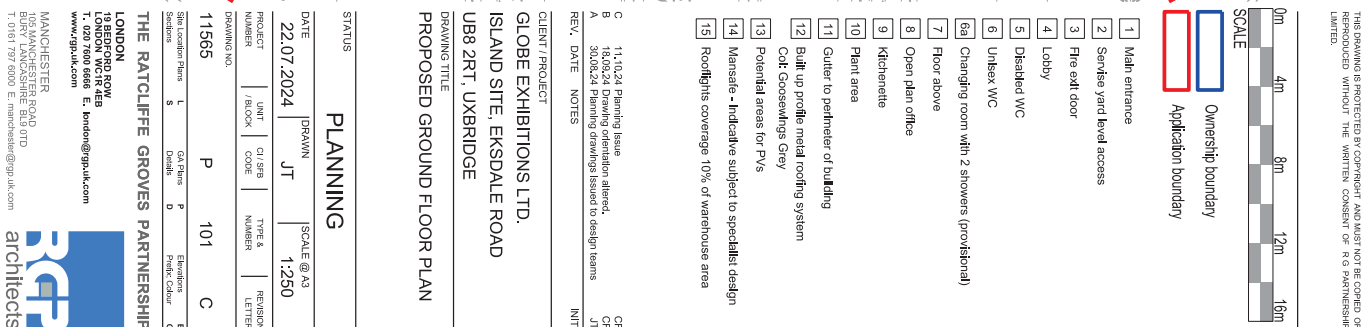 THIS DRAWING IS PROTECTED BY COPYRIGHT AND MUST NOT BE COPIED OR
REPRODUCED WITHOUT THE WRITTEN CONSENT OF R G PARTNERSHIP
LIMITED.
0m 4m 8m 12m 16m
SCALE
Ownership boundary
Application boundary
1 Main entrance
2 Servise yard level access
3 Fire exit door
4 Lobby
5 Disabled WC
6 Unisex WC
6a Changing room with 2 showers (provisional)
7 Floor above
8 Open plan office
9 Kitchenette
10 Plant area
11 Gutter to perimeter of building
12 Built up profile metal roofing system
Col: Goosewings Grey
13 Potential areas for PVs
14 Mansafe - Indicative subject to specialist design
15 Rooflights coverage 10% of warehouse area
C 11.10.24 Planning Issue
B 18.09.24 Drawing orientation altered.
A 30.08.24 Planning drawings Issued to design teams JT
REV. DATE NOTES INIT
CLIENT / PROJECT
GLOBE EXHIBITIONS LTD.
ISLAND SITE, EKSDALE ROAD
UB8 2RT, UXBRIDGE
DRAWING TITLE
PROPOSED GROUND FLOOR PLAN
STATUS
PLANNING
DATE DRAWN SCALE @ A3
22.07.2024 JT 1:250
PROJECT NUMBER UNIT / BLOCK CI / SFB CODE TYPE & NUMBER REVISION LETTER
DRAWING NO.
11565 P 101 C
Site Location Plans L GA Plans P Elevations
Sections S Details D Prefix: Colour
THE RATCLIFFE GROVES PARTNERSHIP
LONDON
19 BEDFORD ROW
LONDON WC1R 4EB
T. 020 7600 6666 E. london@rgp.uk.com
www.rgp.uk.com
MANCHESTER
105 MANCHESTER ROAD
BURY LANCASHIRE BL9 0TD
T. 0161 797 6000 E. manchester@rgp.uk.com
RGP
architects